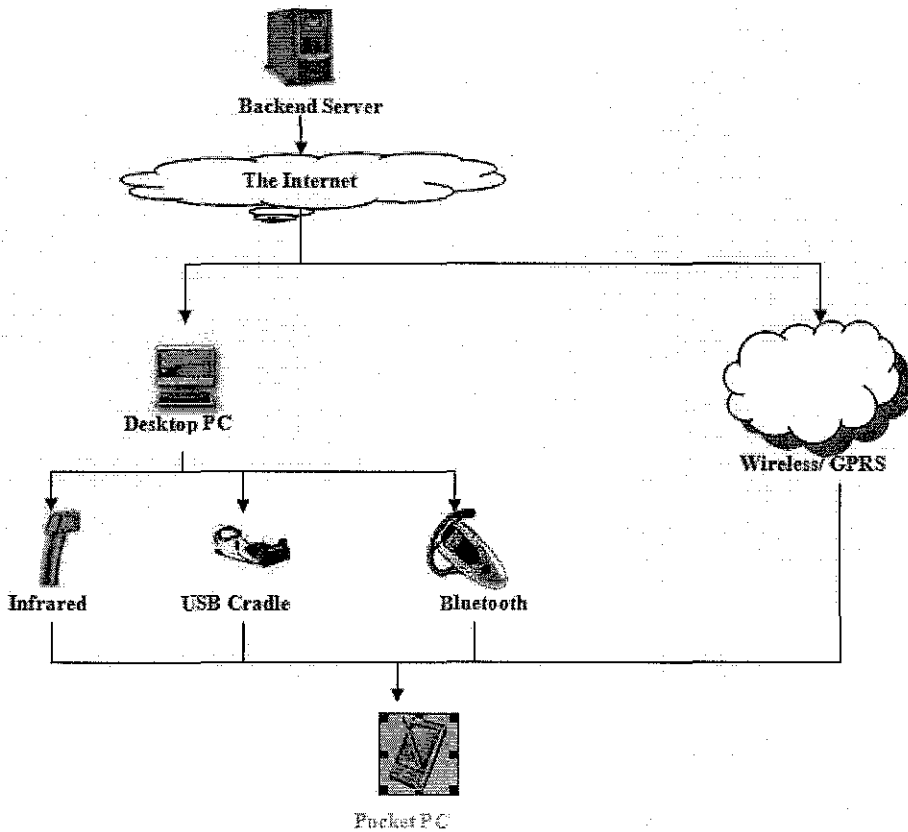 Backend Server
The Internet
Desktop PC
Wireless/ GPRS
Infrared
USB Cradle
Bluetooth
Pocket PC